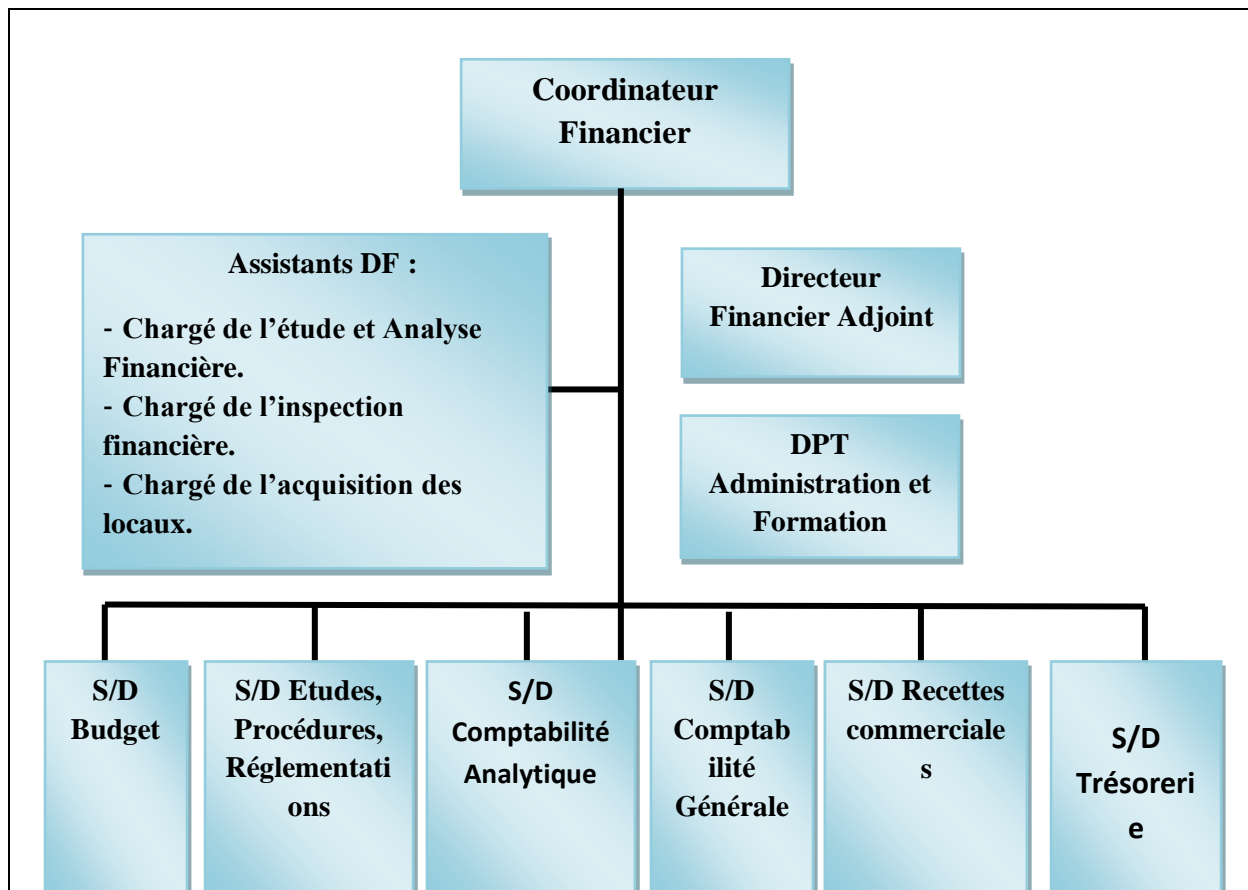 Coordinateur
Financier
Assistants DF :
- Chargé de l’étude et Analyse
Financière.
- Chargé de l’inspection
financière.
- Chargé de l’acquisition des
locaux.
Directeur
Financier Adjoint
DPT
Administration et
Formation
S/D
Budget
S/D Etudes,
Procédures,
Réglementati
ons
S/D
Comptabilité
Analytique
S/D
Comptab
ilité
Générale
S/D Recettes
commerciale
s
S/D
Trésoreri
e